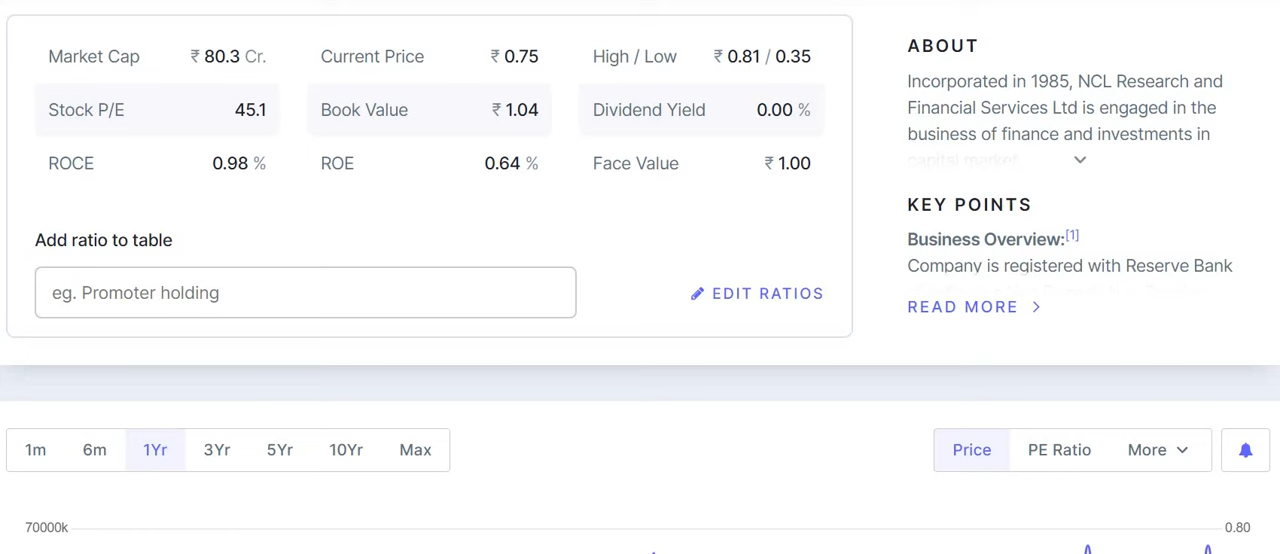 Market Cap ₹ 80.3 Cr.
Current Price ₹ 0.75
High / Low ₹ 0.81 / 0.35
Stock P/E 45.1
Book Value ₹ 1.04
Dividend Yield 0.00 %
ROCE 0.98 %
ROE 0.64 %
Face Value ₹ 1.00
Add ratio to table
eg. Promoter holding
EDIT RATIOS
ABOUT
Incorporated in 1985, NCL Research and
Financial Services Ltd is engaged in the
business of finance and investments in
capital market
KEY POINTS
Business Overview:[1]
Company is registered with Reserve Bank
READ MORE
1m 6m 1Yr 3Yr 5Yr 10Yr Max
Price PE Ratio More
70000k 0.80